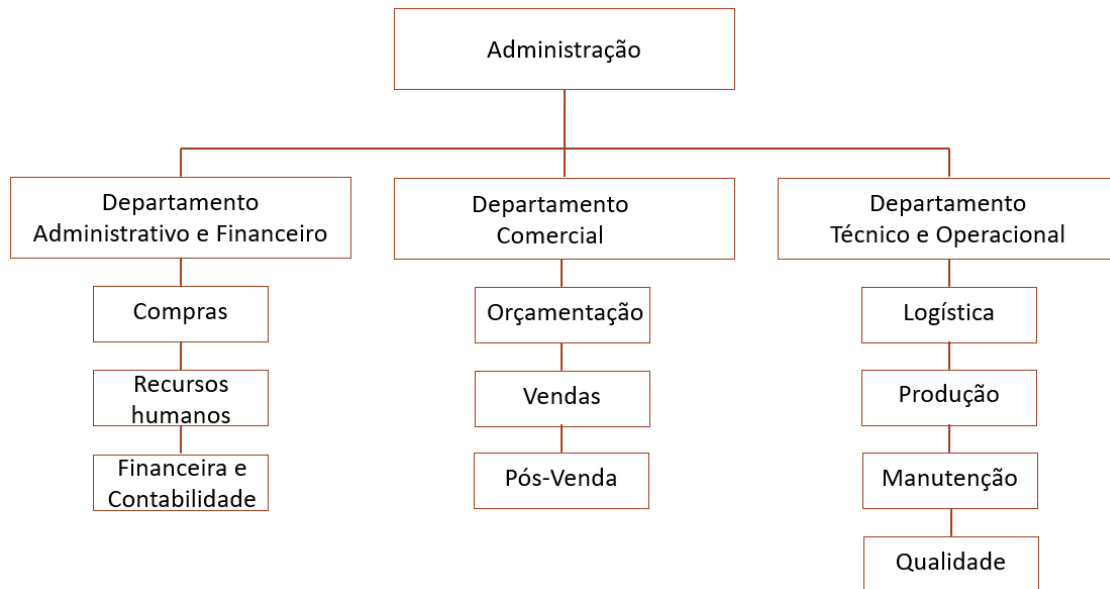 Administração
Departamento
Administrativo e Financeiro
Compras
Recursos
humanos
Financeira e
Contabilidade
Departamento
Comercial
Orçamentação
Vendas
Pós-Venda
Departamento
Técnico e Operacional
Logística
Produção
Manutenção
Qualidade